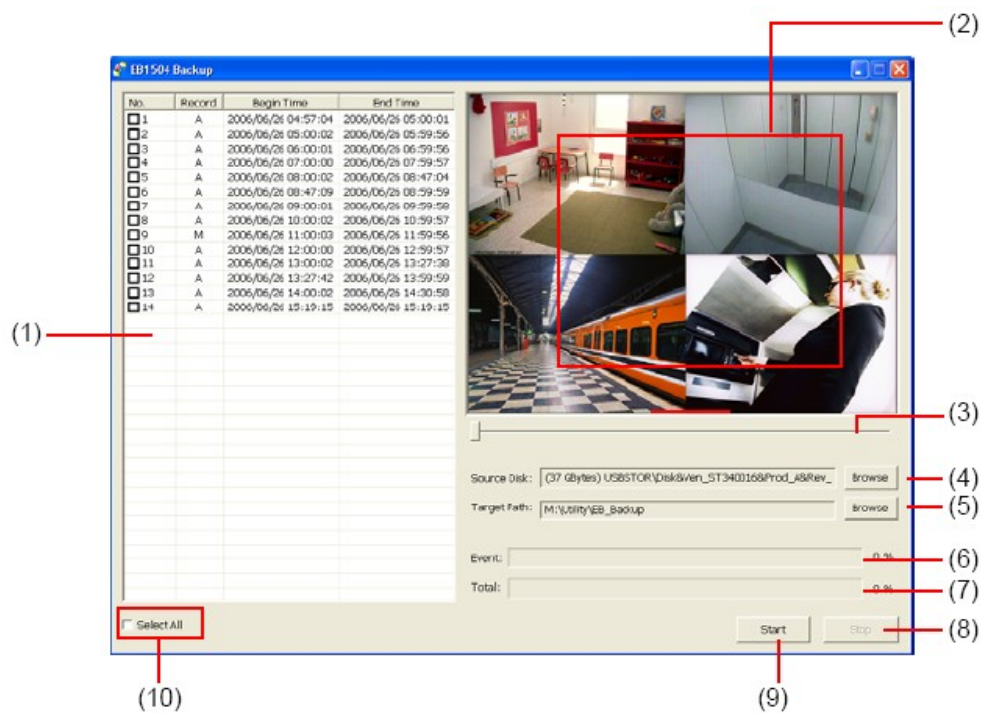 (2)
EB1504 Backup
No. Record Begin Time End Time
1 A 2006/06/26 04:57:04 2006/06/26 05:00:01
2 A 2006/06/26 05:00:02 2006/06/26 05:59:56
3 A 2006/06/26 06:00:01 2006/06/26 06:59:56
4 A 2006/06/26 07:00:00 2006/06/26 07:59:57
5 A 2006/06/26 08:00:02 2006/06/26 08:47:04
6 A 2006/06/26 08:47:09 2006/06/26 08:59:59
7 A 2006/06/26 09:00:01 2006/06/26 09:59:58
8 A 2006/06/26 10:00:02 2006/06/26 10:59:57
9 M 2006/06/26 11:00:03 2006/06/26 11:59:56
10 A 2006/06/26 12:00:00 2006/06/26 12:59:57
11 A 2006/06/26 13:00:02 2006/06/26 13:27:38
12 A 2006/06/26 13:27:42 2006/06/26 13:59:59
13 A 2006/06/26 14:00:02 2006/06/26 14:30:58
14 A 2006/06/26 15:19:15 2006/06/26 15:19:15
(1)
(3)
Source Disk: (37 GBytes) USBSTOR\Disk&Ven_ST340016&Prod_A&Rev_ Browse (4)
Target Path: M:\Utility\EB_Backup Browse (5)
Event: 0 % (6)
Total: 0 % (7)
Select All Start Stop (8)
(10) (9)